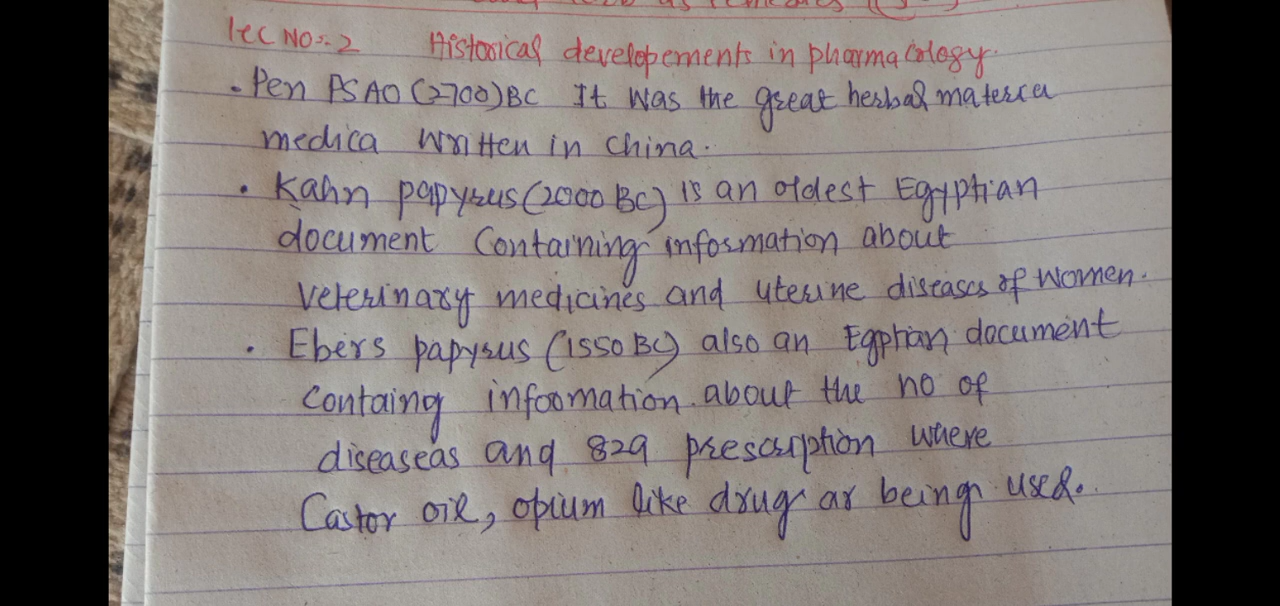 lec No:- 2 Historical developements in pharmacology.
. Pen PSAO (2700)BC It was the great herbal materia
medica written in china.
. Kahn papyrus (2000 BC) is an oldest Egyptian
document containing information about
veterinary medicines and uterine diseases of women.
. Ebers papyrus (1550 BC) also an Egptian document
Containg infoomation about the no of
diseaseas and 829 prescription where
Castor oil, opium like drug ar being used.